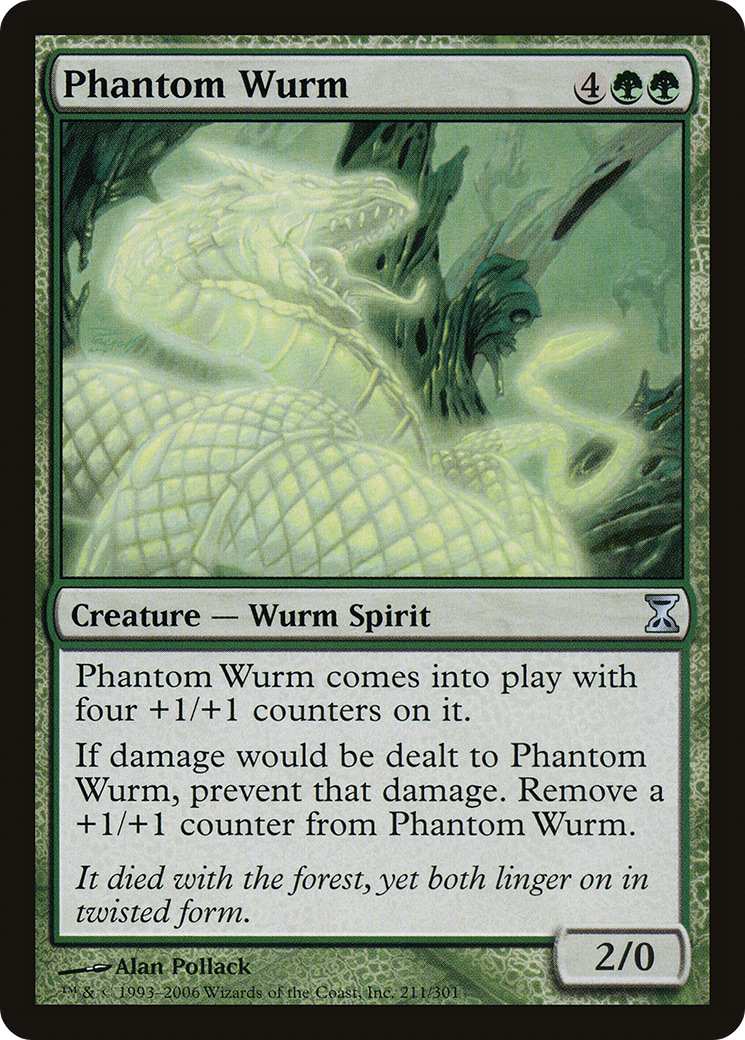 Phantom Wurm 4
Creature — Wurm Spirit
Phantom Wurm comes into play with
four +1/+1 counters on it.
If damage would be dealt to Phantom
Wurm, prevent that damage. Remove a
+1/+1 counter from Phantom Wurm.
It died with the forest, yet both linger on in
twisted form.
2/0
Alan Pollack
™ & © 1993–2006 Wizards of the Coast, Inc. 211/301